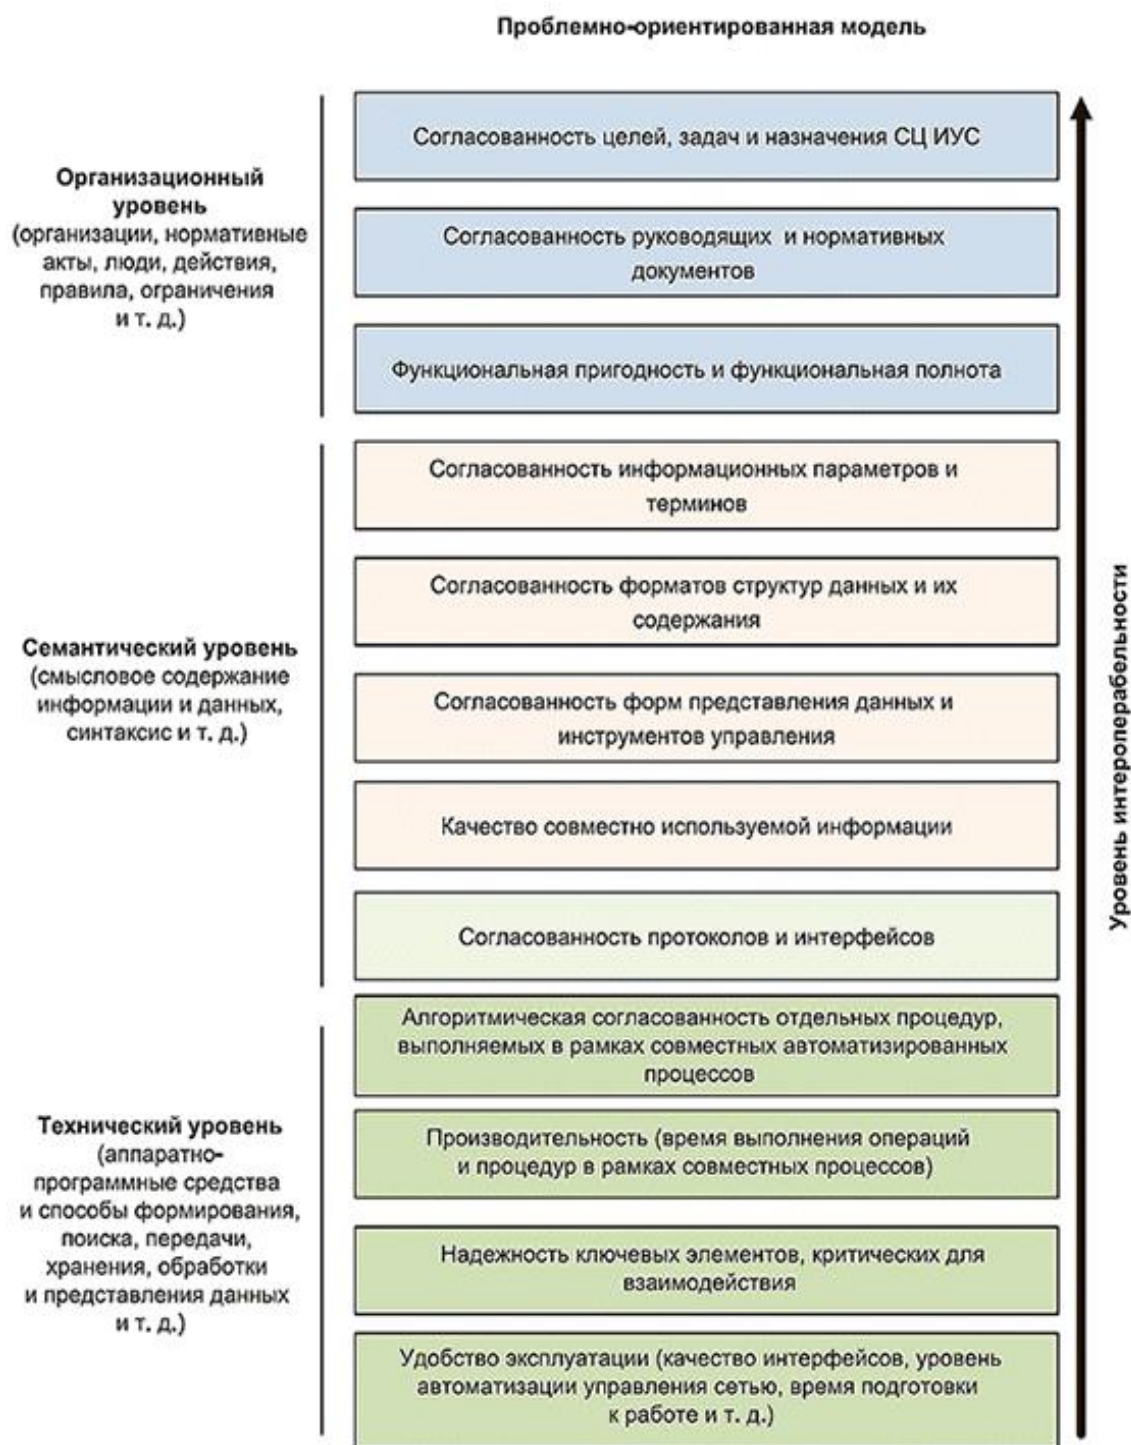 Проблемно-ориентированная модель
Организационный
уровень
(организации, нормативные
акты, люди, действия,
правила, ограничения
и т. д.)
Согласованность целей, задач и назначения СЦ ИУС
Согласованность руководящих и нормативных
документов
Функциональная пригодность и функциональная полнота
Семантический уровень
(смысловое содержание
информации и данных,
синтаксис и т. д.)
Согласованность информационных параметров и
терминов
Согласованность форматов структур данных и их
содержания
Согласованность форм представления данных и
инструментов управления
Качество совместно используемой информации
Согласованность протоколов и интерфейсов
Технический уровень
(аппаратно-
программные средства
и способы формирования,
поиска, передачи,
хранения, обработки
и представления данных
и т. д.)
Алгоритмическая согласованность отдельных процедур,
выполняемых в рамках совместных автоматизированных
процессов
Производительность (время выполнения операций
и процедур в рамках совместных процессов)
Надежность ключевых элементов, критических для
взаимодействия
Удобство эксплуатации (качество интерфейсов, уровень
автоматизации управления сетью, время подготовки
к работе и т. д.)
Уровень интероперабельности